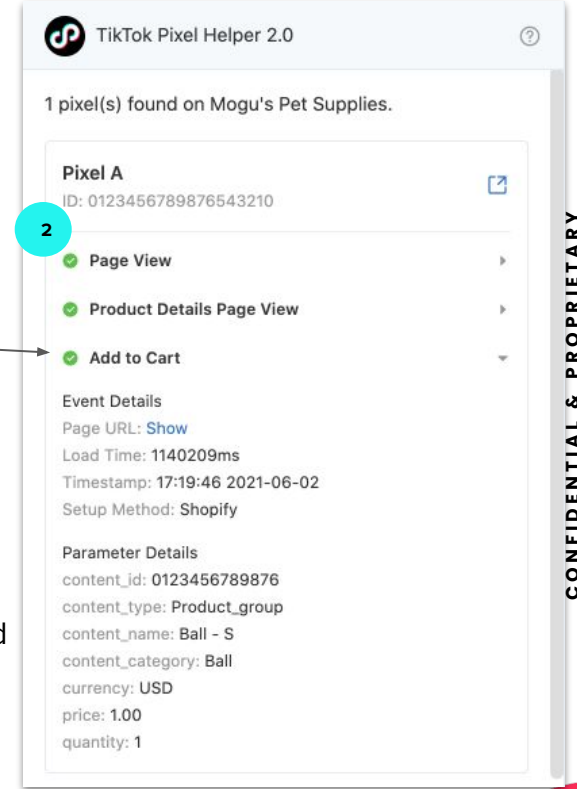 TikTok Pixel Helper 2.0
1 pixel(s) found on Mogu's Pet Supplies.
Pixel A
ID: 0123456789876543210
2
Page View
Product Details Page View
Add to Cart
Event Details
Page URL: Show
Load Time: 1140209ms
Timestamp: 17:19:46 2021-06-02
Setup Method: Shopify
Parameter Details
content_id: 0123456789876
content_type: Product_group
content_name: Ball - S
content_category: Ball
currency: USD
price: 1.00
quantity: 1
d
CONFIDENTIAL & PROPRIETARY